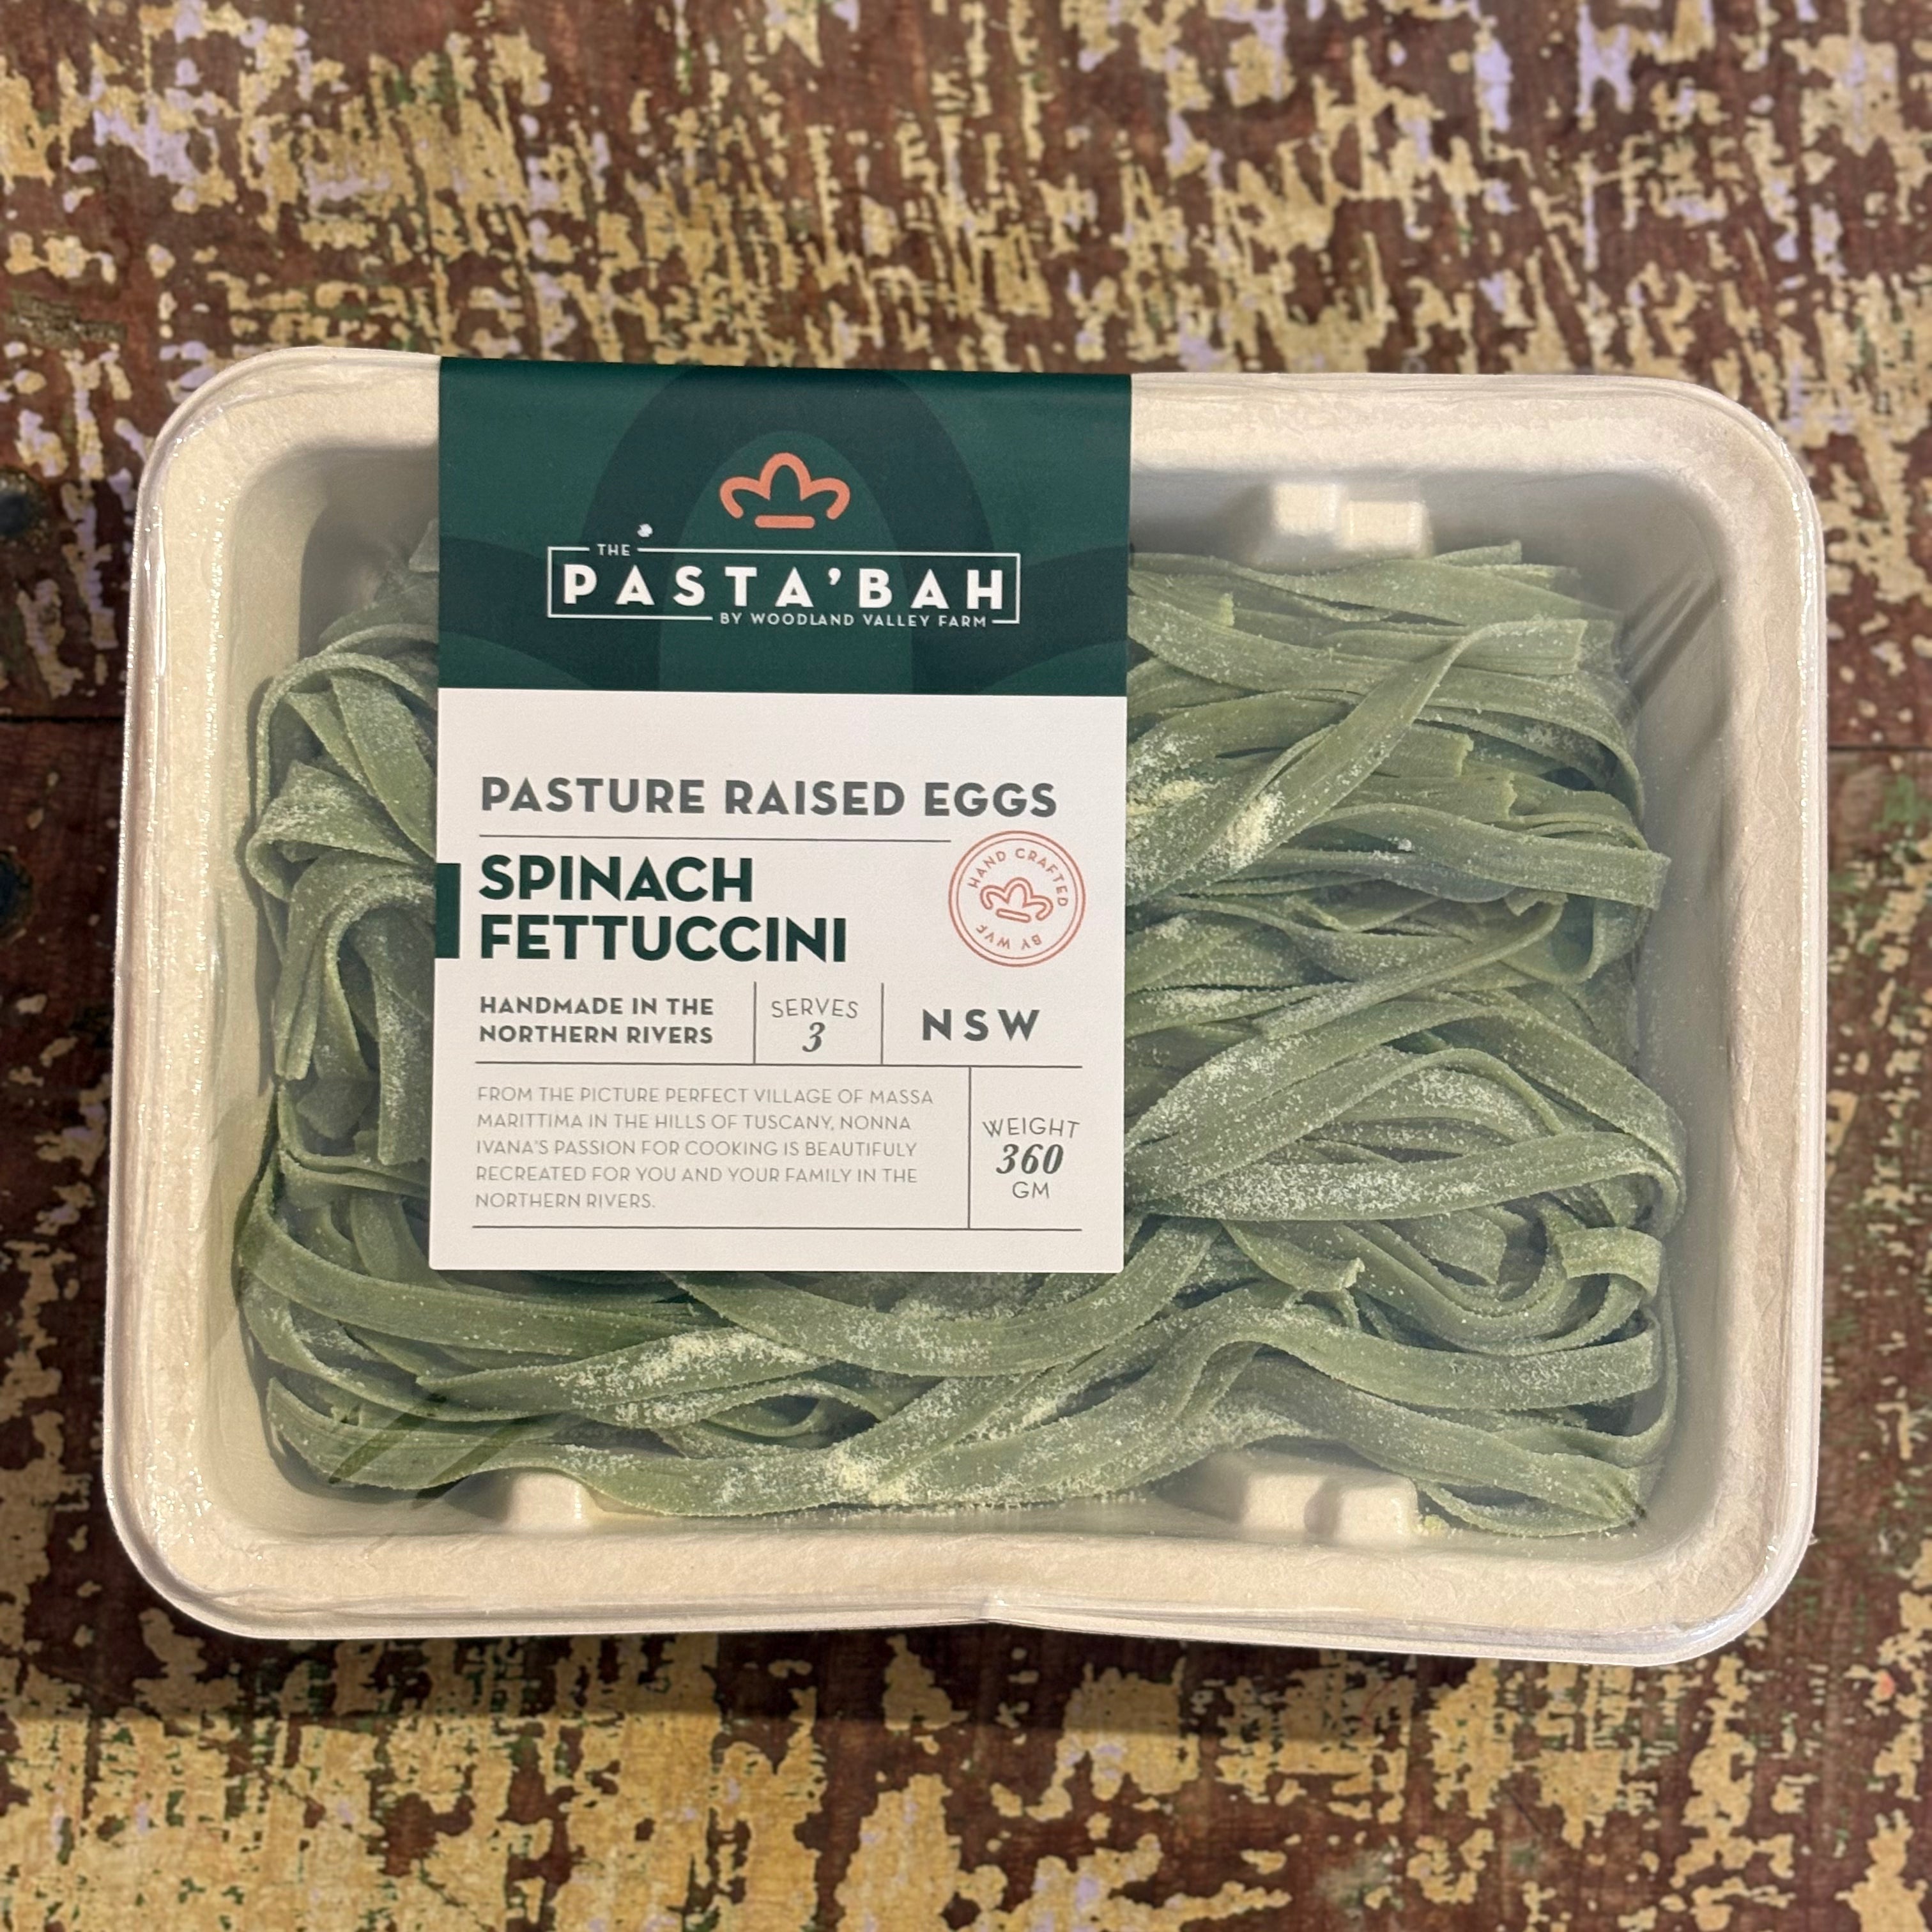 THE
PASTA'BAH
BY WOODLAND VALLEY FARM
PASTURE RAISED EGGS
SPINACH
FETTUCCINI
HAND CRAFTED
BY WVF
HANDMADE IN THE
NORTHERN RIVERS
SERVES
3
NSW
FROM THE PICTURE PERFECT VILLAGE OF MASSA
MARITTIMA IN THE HILLS OF TUSCANY, NONNA
IVANA'S PASSION FOR COOKING IS BEAUTIFULY
RECREATED FOR YOU AND YOUR FAMILY IN THE
NORTHERN RIVERS.
WEIGHT
360
GM